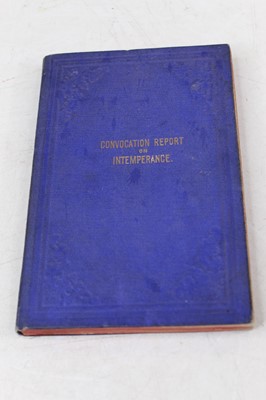 CONVOCATION REPORT
ON
INTEMPERANCE.